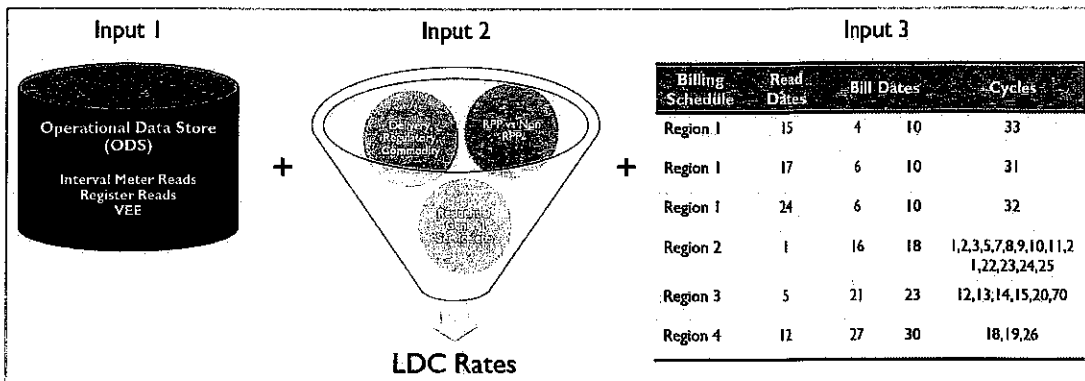 Input 1
Operational Data Store
(ODS)
Interval Meter Reads
Register Reads
VEE
+
Input 2
Delivery,
Regulatory,
Commodity
RPP vs Non
RPP
LDC Rates
+
Input 3
Billing Schedule Read Dates Bill Dates Cycles
Region 1 15 4 10 33
Region 1 17 6 10 31
Region 1 24 6 10 32
Region 2 1 16 18 1,2,3,5,7,8,9,10,11,2
1,22,23,24,25
Region 3 5 21 23 12,13,14,15,20,70
Region 4 12 27 30 18,19,26